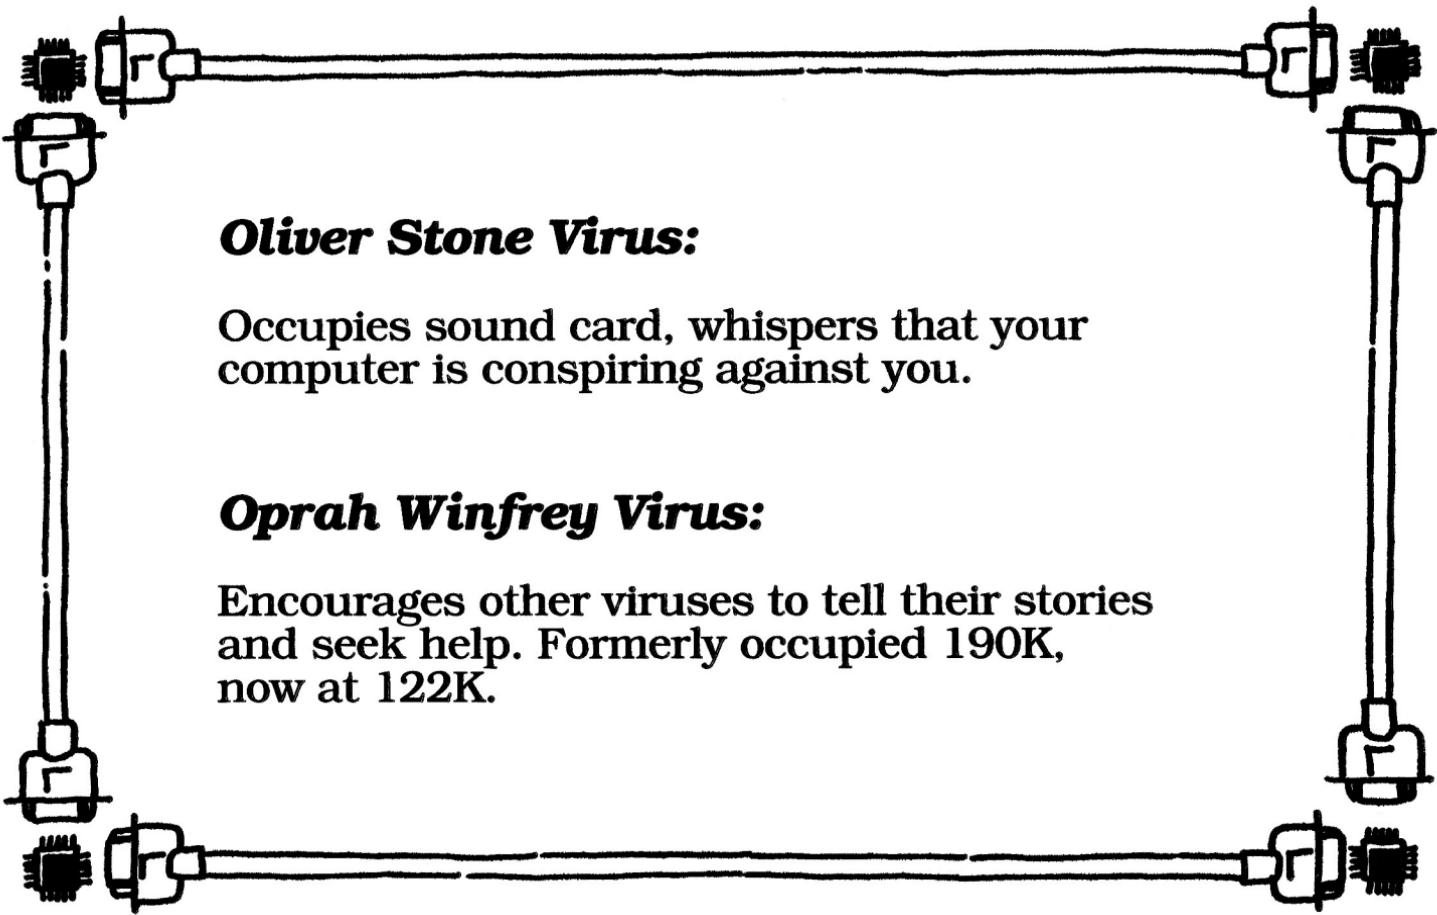 Oliver Stone Virus:
Occupies sound card, whispers that your
computer is conspiring against you.
Oprah Winfrey Virus:
Encourages other viruses to tell their stories
and seek help. Formerly occupied 190K,
now at 122K.